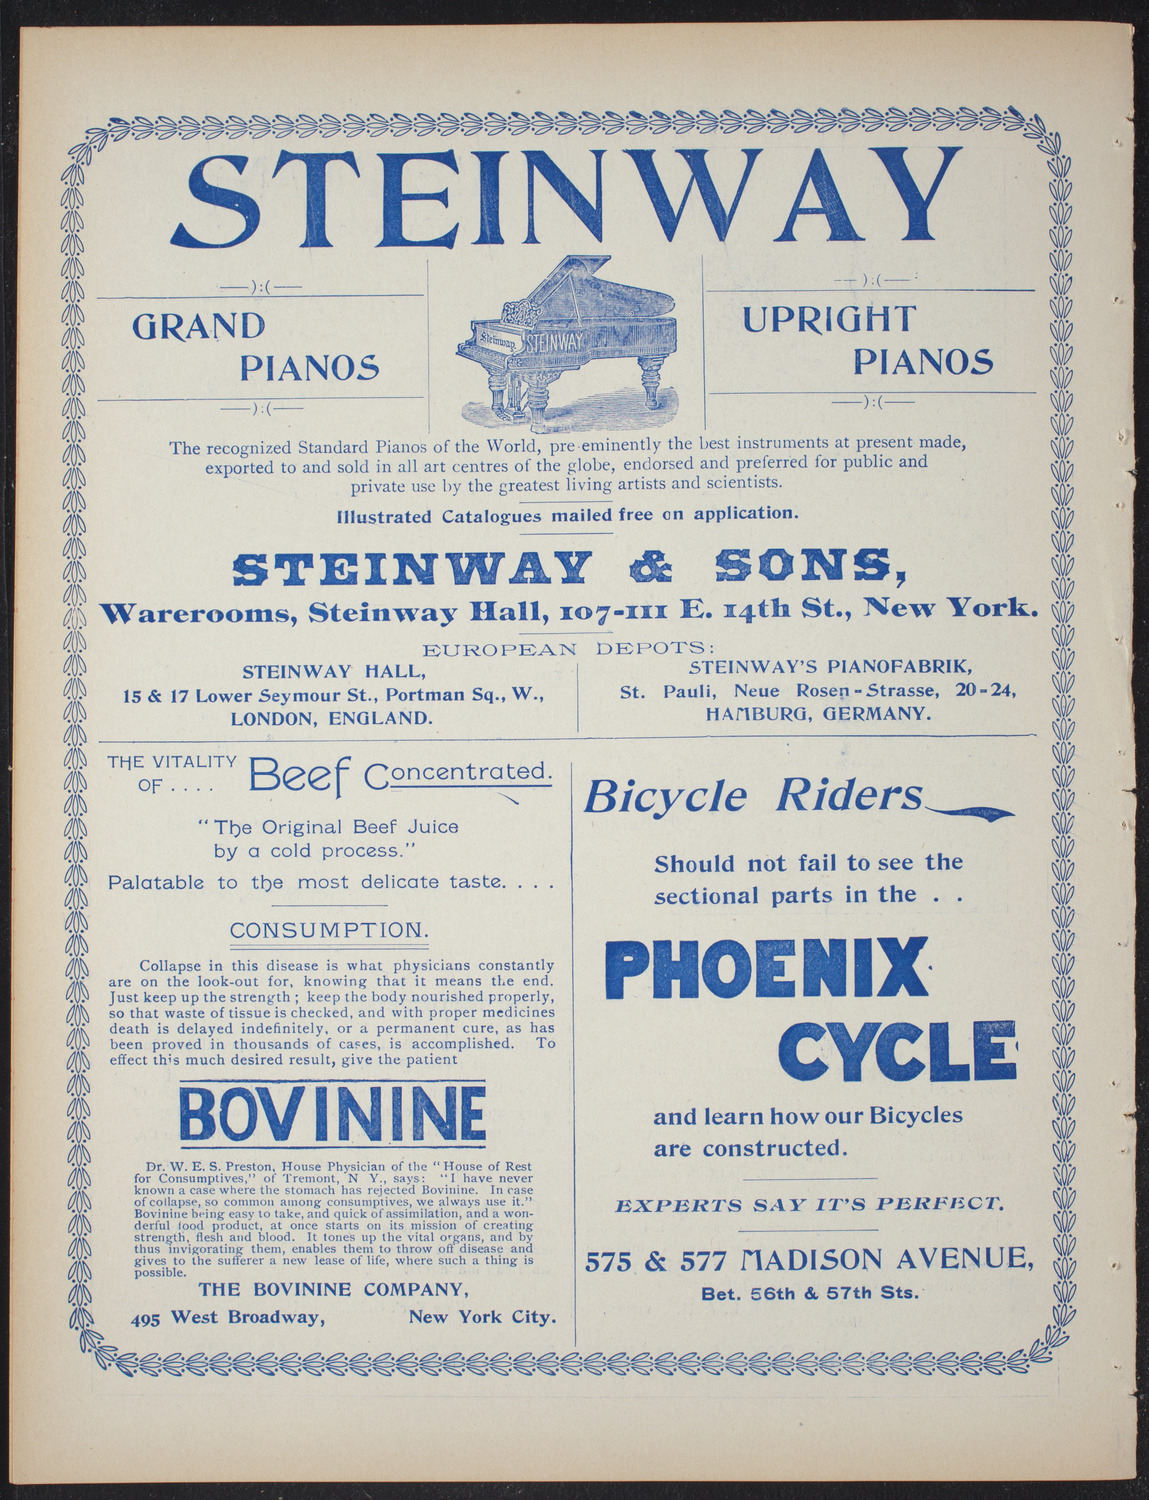 STEINWAY
GRAND
PIANOS
Steinway
STEINWAY
UPRIGHT
PIANOS
The recognized Standard Pianos of the World, pre-eminently the best instruments at present made,
exported to and sold in all art centres of the globe, endorsed and preferred for public and
private use by the greatest living artists and scientists.
Illustrated Catalogues mailed free on application.
STEINWAY & SONS,
Warerooms, Steinway Hall, 107-111 E. 14th St., New York.
EUROPEAN DEPOTS:
STEINWAY HALL,
15 & 17 Lower Seymour St., Portman Sq., W.,
LONDON, ENGLAND.
STEINWAY'S PIANOFABRIK,
St. Pauli, Neue Rosen-Strasse, 20-24,
HAMBURG, GERMANY.
THE VITALITY
OF .... Beef Concentrated.
"The Original Beef Juice
by a cold process."
Palatable to the most delicate taste. . . .
CONSUMPTION.
Collapse in this disease is what physicians constantly
are on the look-out for, knowing that it means the end.
Just keep up the strength; keep the body nourished properly,
so that waste of tissue is checked, and with proper medicines
death is delayed indefinitely, or a permanent cure, as has
been proved in thousands of cases, is accomplished. To
effect this much desired result, give the patient
BOVININE
Dr. W. E. S. Preston, House Physician of the "House of Rest
for Consumptives," of Tremont, N Y., says: "I have never
known a case where the stomach has rejected Bovinine. In case
of collapse, so common among consumptives, we always use it."
Bovinine being easy to take, and quick of assimilation, and a won-
derful food product, at once starts on its mission of creating
strength, flesh and blood. It tones up the vital organs, and by
thus invigorating them, enables them to throw off disease and
gives to the sufferer a new lease of life, where such a thing is
possible.
THE BOVININE COMPANY,
495 West Broadway, New York City.
Bicycle Riders
Should not fail to see the
sectional parts in the . .
PHOENIX
CYCLE
and learn how our Bicycles
are constructed.
EXPERTS SAY IT'S PERFECT.
575 & 577 MADISON AVENUE,
Bet. 56th & 57th Sts.